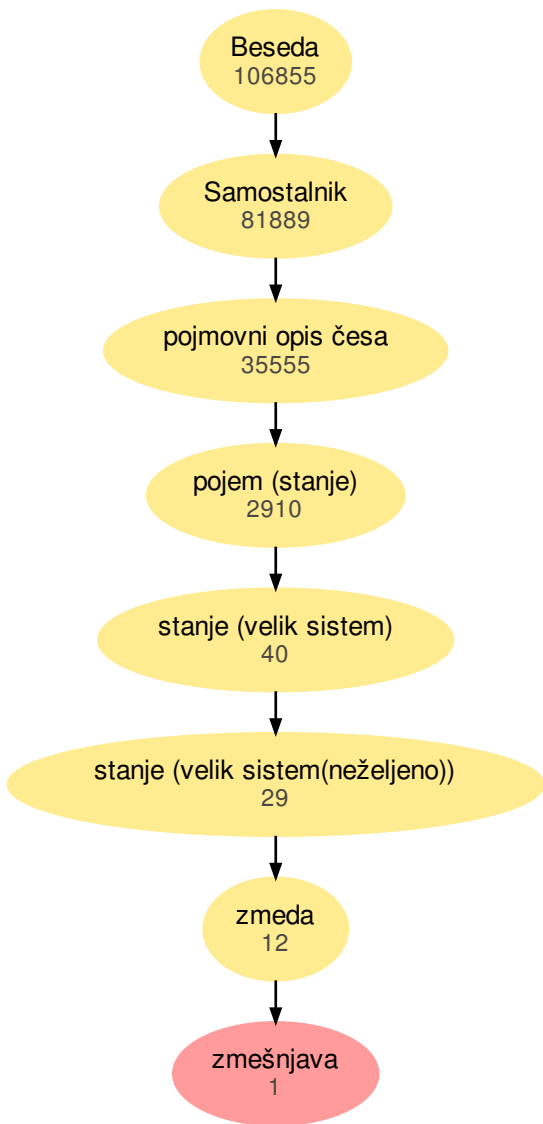 Beseda
106855
Samostalnik
81889
pojmovni opis česa
35555
pojem (stanje)
2910
stanje (velik sistem)
40
stanje (velik sistem(neželjeno))
29
zmeda
12
zmešnjava
1